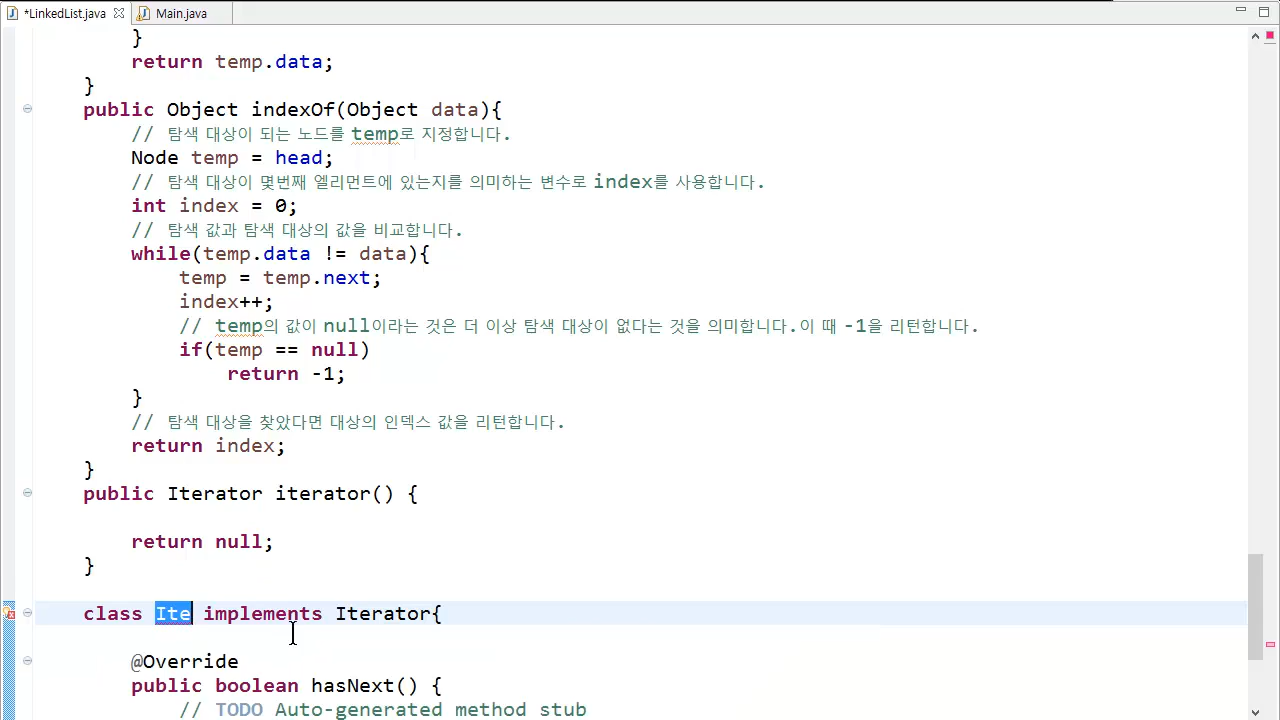 *LinkedList.java
Main.java
}
return temp.data;
}
public Object indexOf(Object data){
// 탐색 대상이 되는 노드를 temp로 지정합니다.
Node temp = head;
// 탐색 대상이 몇번째 엘리먼트에 있는지를 의미하는 변수로 index를 사용합니다.
int index = 0;
// 탐색 값과 탐색 대상의 값을 비교합니다.
while(temp.data != data){
temp = temp.next;
index++;
// temp의 값이 null이라는 것은 더 이상 탐색 대상이 없다는 것을 의미합니다.이 때 -1을 리턴합니다.
if(temp == null)
return -1;
}
// 탐색 대상을 찾았다면 대상의 인덱스 값을 리턴합니다.
return index;
}
public Iterator iterator() {
return null;
}
class Ite implements Iterator{
@Override
public boolean hasNext() {
// TODO Auto-generated method stub